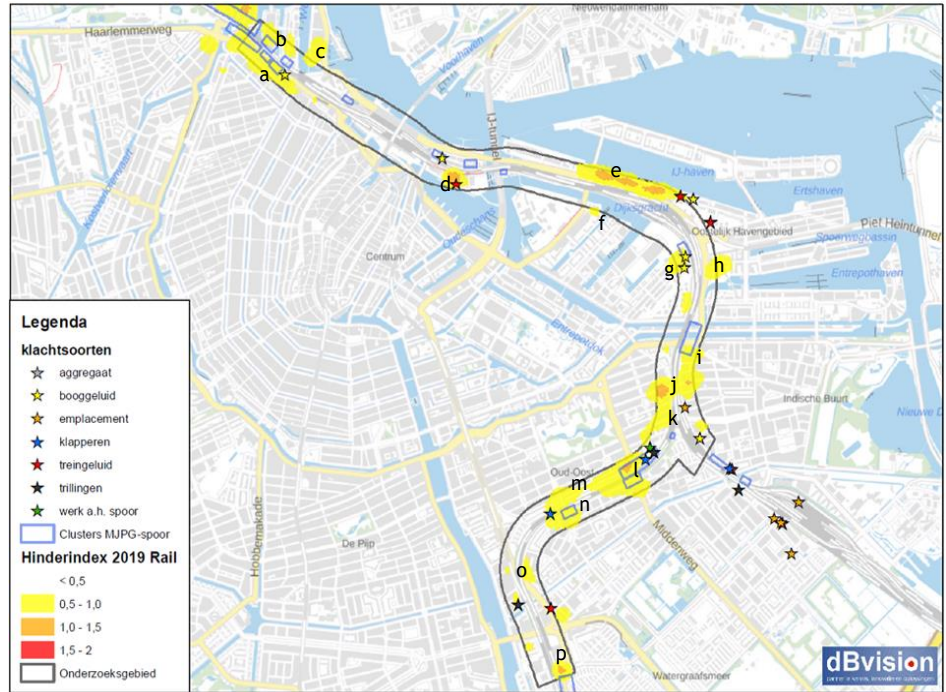 Nieuwendammerham
Haarlemmerweg
b
c
a
Voorhaven
IJ-tunnel
Kostverlorenvaart
d
e
IJ-haven
Ertshaven
Dijksgracht
Oudeschans
f
Oostelijk Havengebied
Piet Heintunnel
Spoorwegbassin
Centrum
g
h
Entrepothaven
Entrepotdok
i
j
Indische Buurt
k
Nieuwe D
Oud-Oost
l
m
n
Hobbemakade
De Pijp
Middenweg
o
p
Watergraafsmeer
Legenda
klachtsoorten
aggregaat
booggeluid
emplacement
klapperen
treingeluid
trillingen
werk a.h. spoor
Clusters MJPG-spoor
Hinderindex 2019 Rail
< 0,5
0,5 - 1,0
1,0 - 1,5
1,5 - 2
Onderzoeksgebied
dBvision